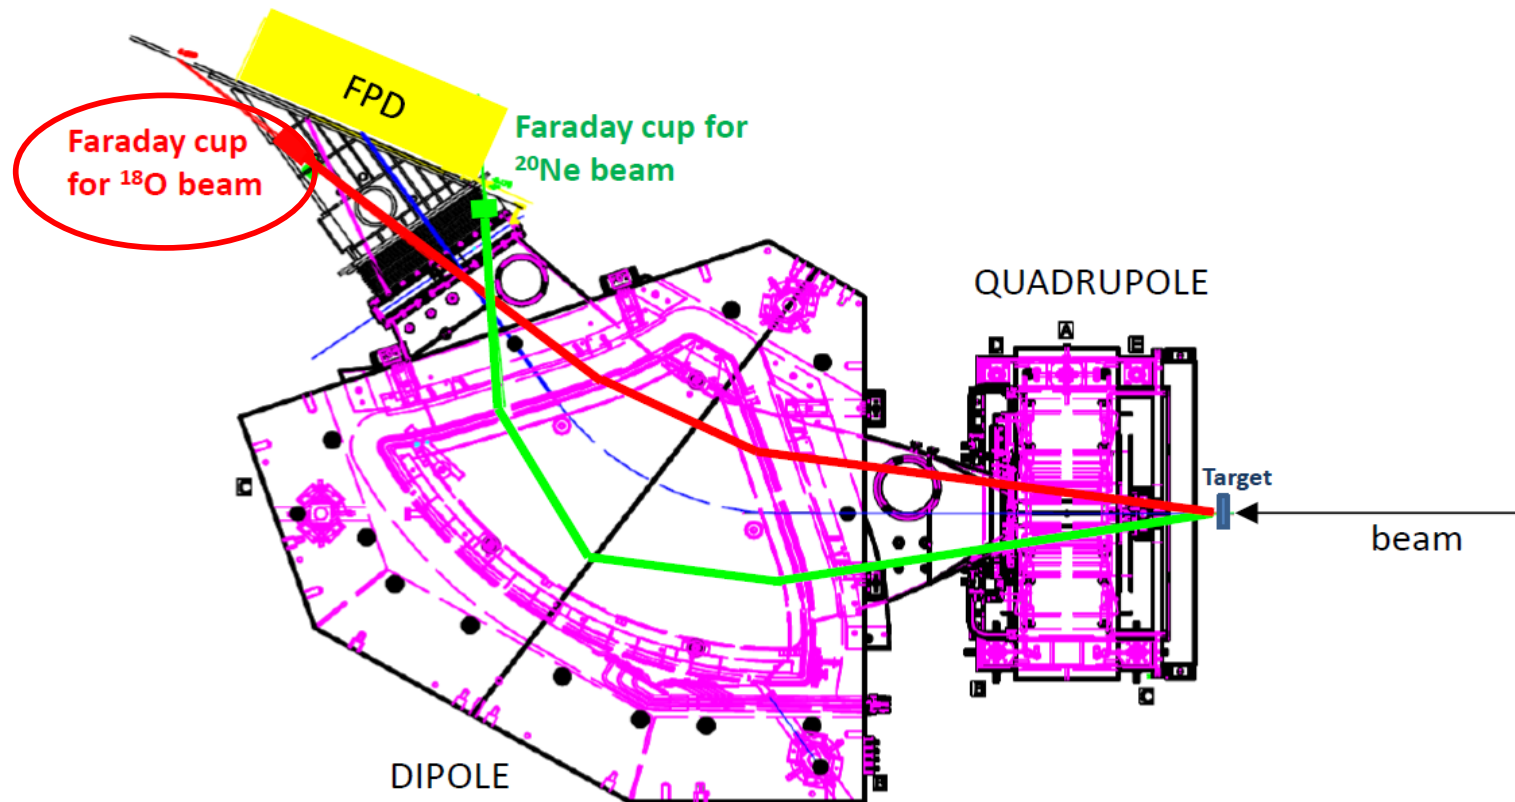 FPD
Faraday cup
for ¹⁸O beam
Faraday cup for
²⁰Ne beam
QUADRUPOLE
D
A
E
Target
beam
C
DIPOLE
C